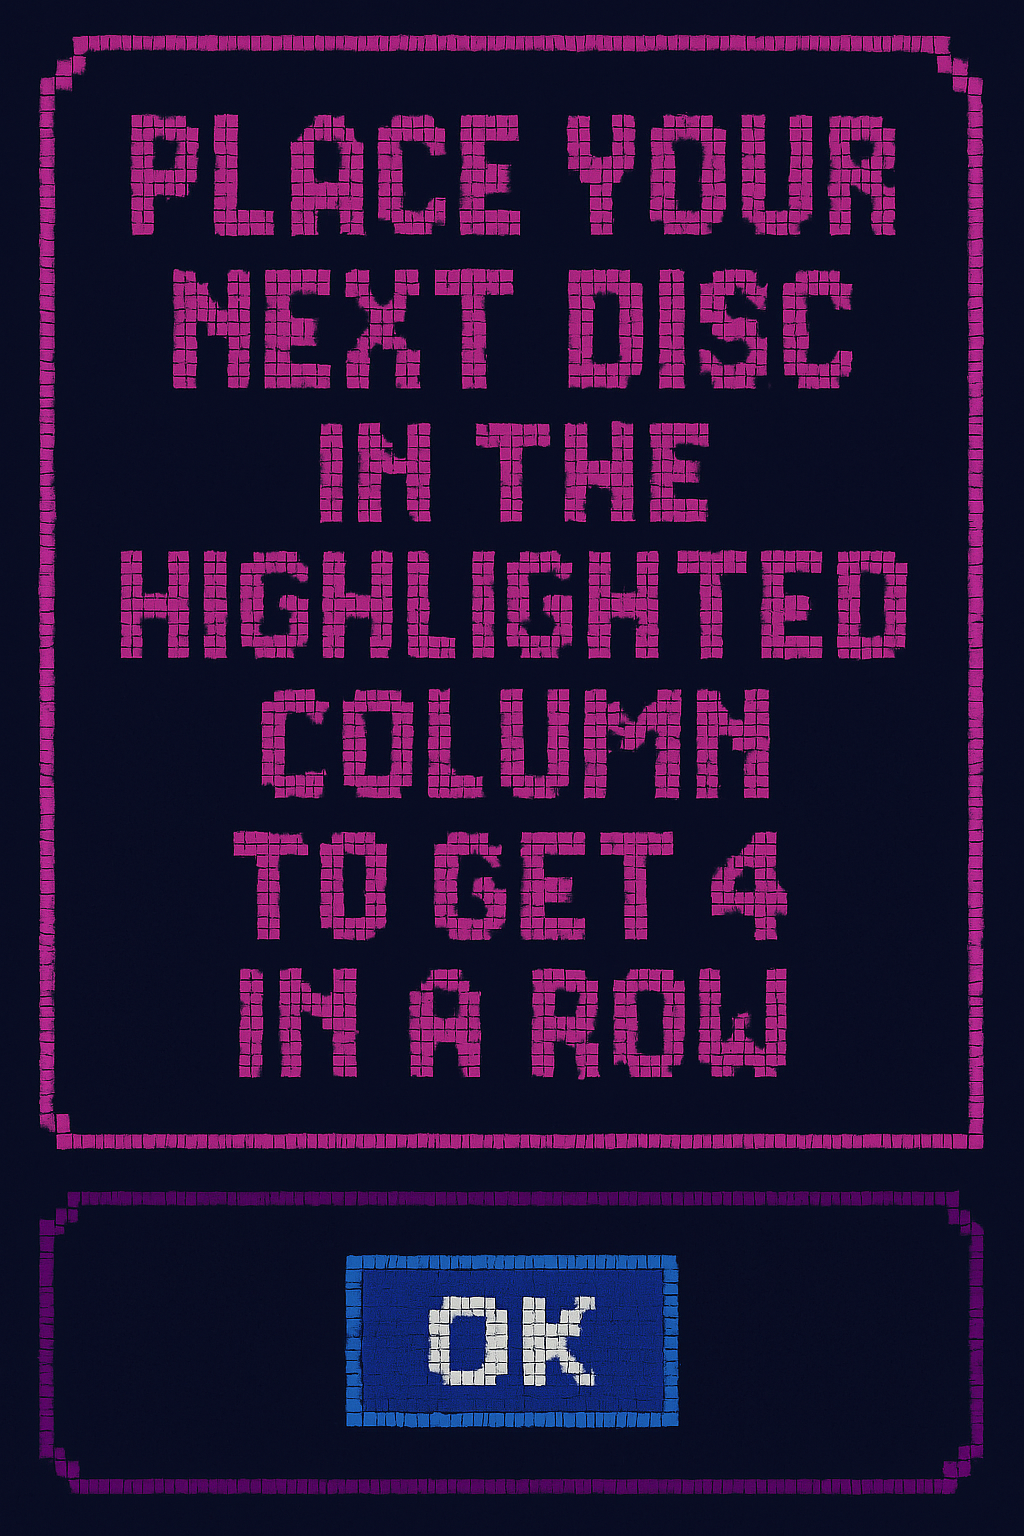 PLACE YOUR
NEXT DISC
IN THE
HIGHLIGHTED
COLUMN
TO GET 4
IN A ROW
OK